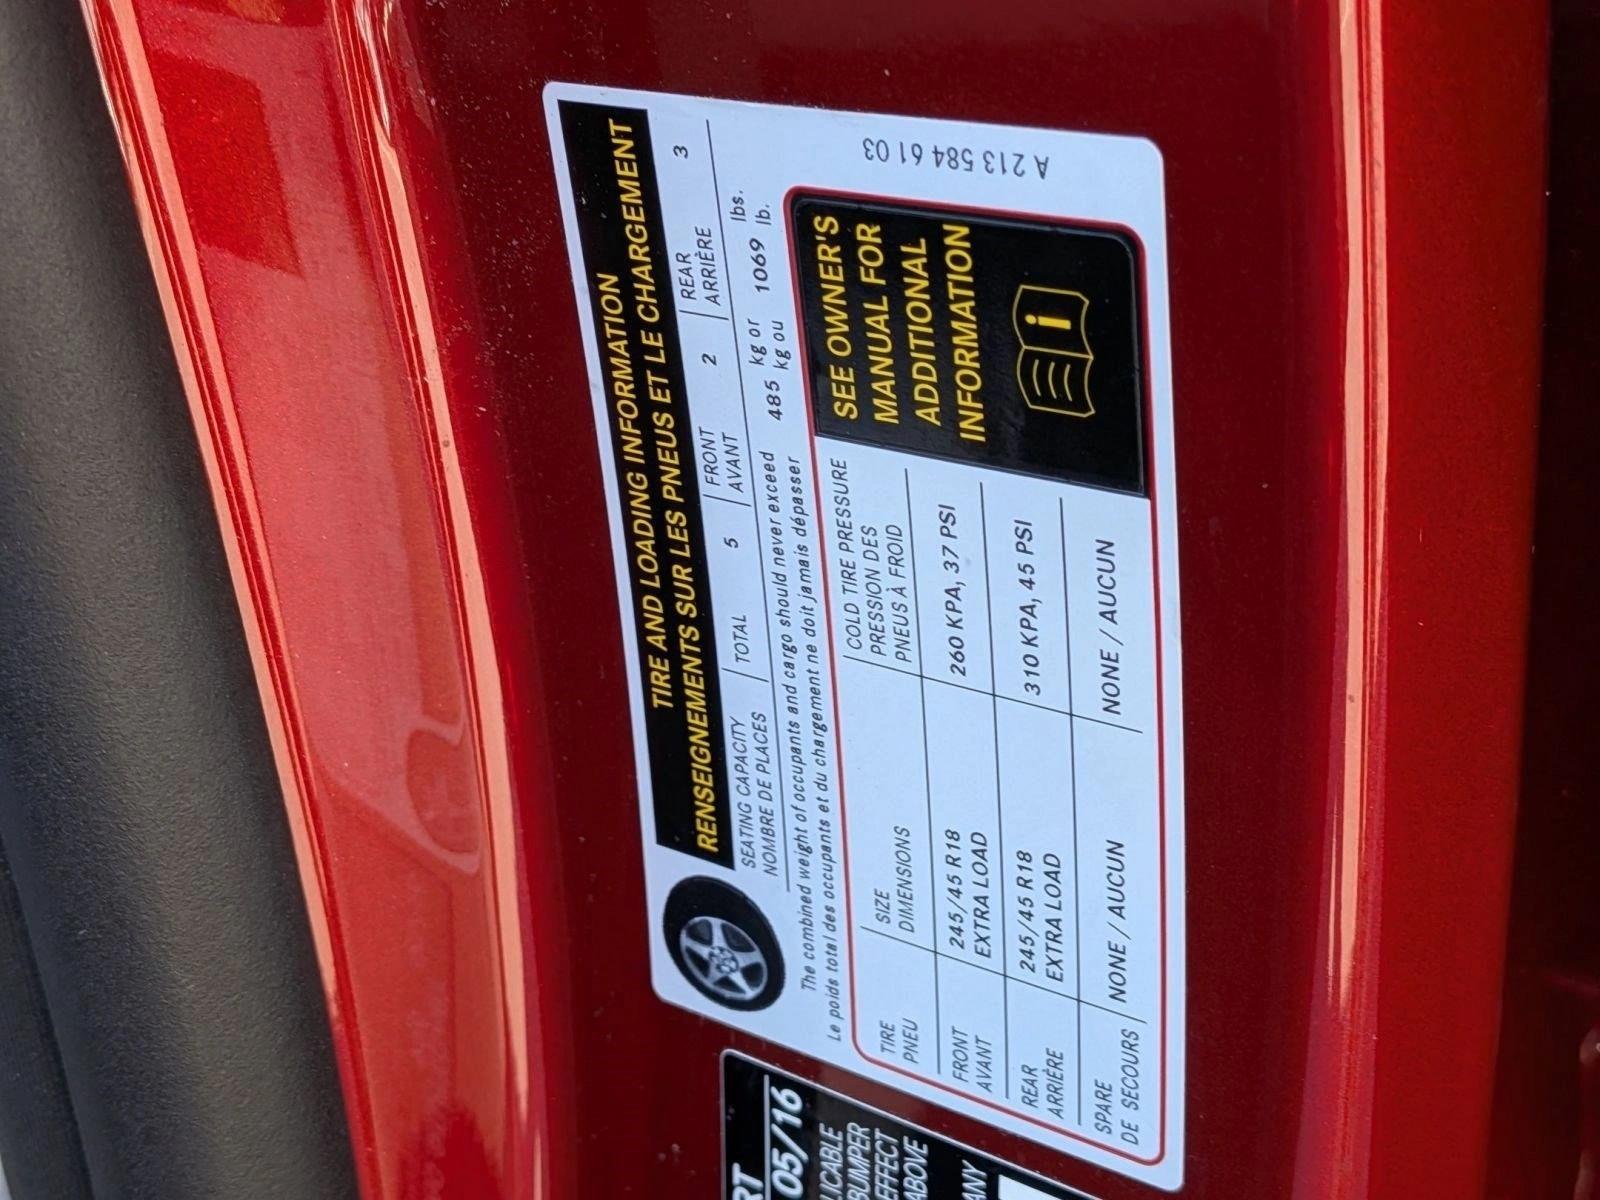 TIRE AND LOADING INFORMATION
RENSEIGNEMENTS SUR LES PNEUS ET LE CHARGEMENT
SEATING CAPACITY
NOMBRE DE PLACES
TOTAL 5
FRONT
AVANT
2
REAR
ARRIÈRE
3
The combined weight of occupants and cargo should never exceed 485 kg or 1069 lbs.
Le poids total des occupants et du chargement ne doit jamais dépasser kg ou lb.
TIRE
PNEU
SIZE
DIMENSIONS
COLD TIRE PRESSURE
PRESSION DES
PNEUS À FROID
FRONT
AVANT
245/45 R18
EXTRA LOAD
260 KPA, 37 PSI
REAR
ARRIÈRE
245/45 R18
EXTRA LOAD
310 KPA, 45 PSI
SPARE
DE SECOURS
NONE / AUCUN
NONE / AUCUN
SEE OWNER'S
MANUAL FOR
ADDITIONAL
INFORMATION
i
A 213 584 61 03
RT
05/16
LICABLE
BUMPER
EFFECT
ABOVE
ANY